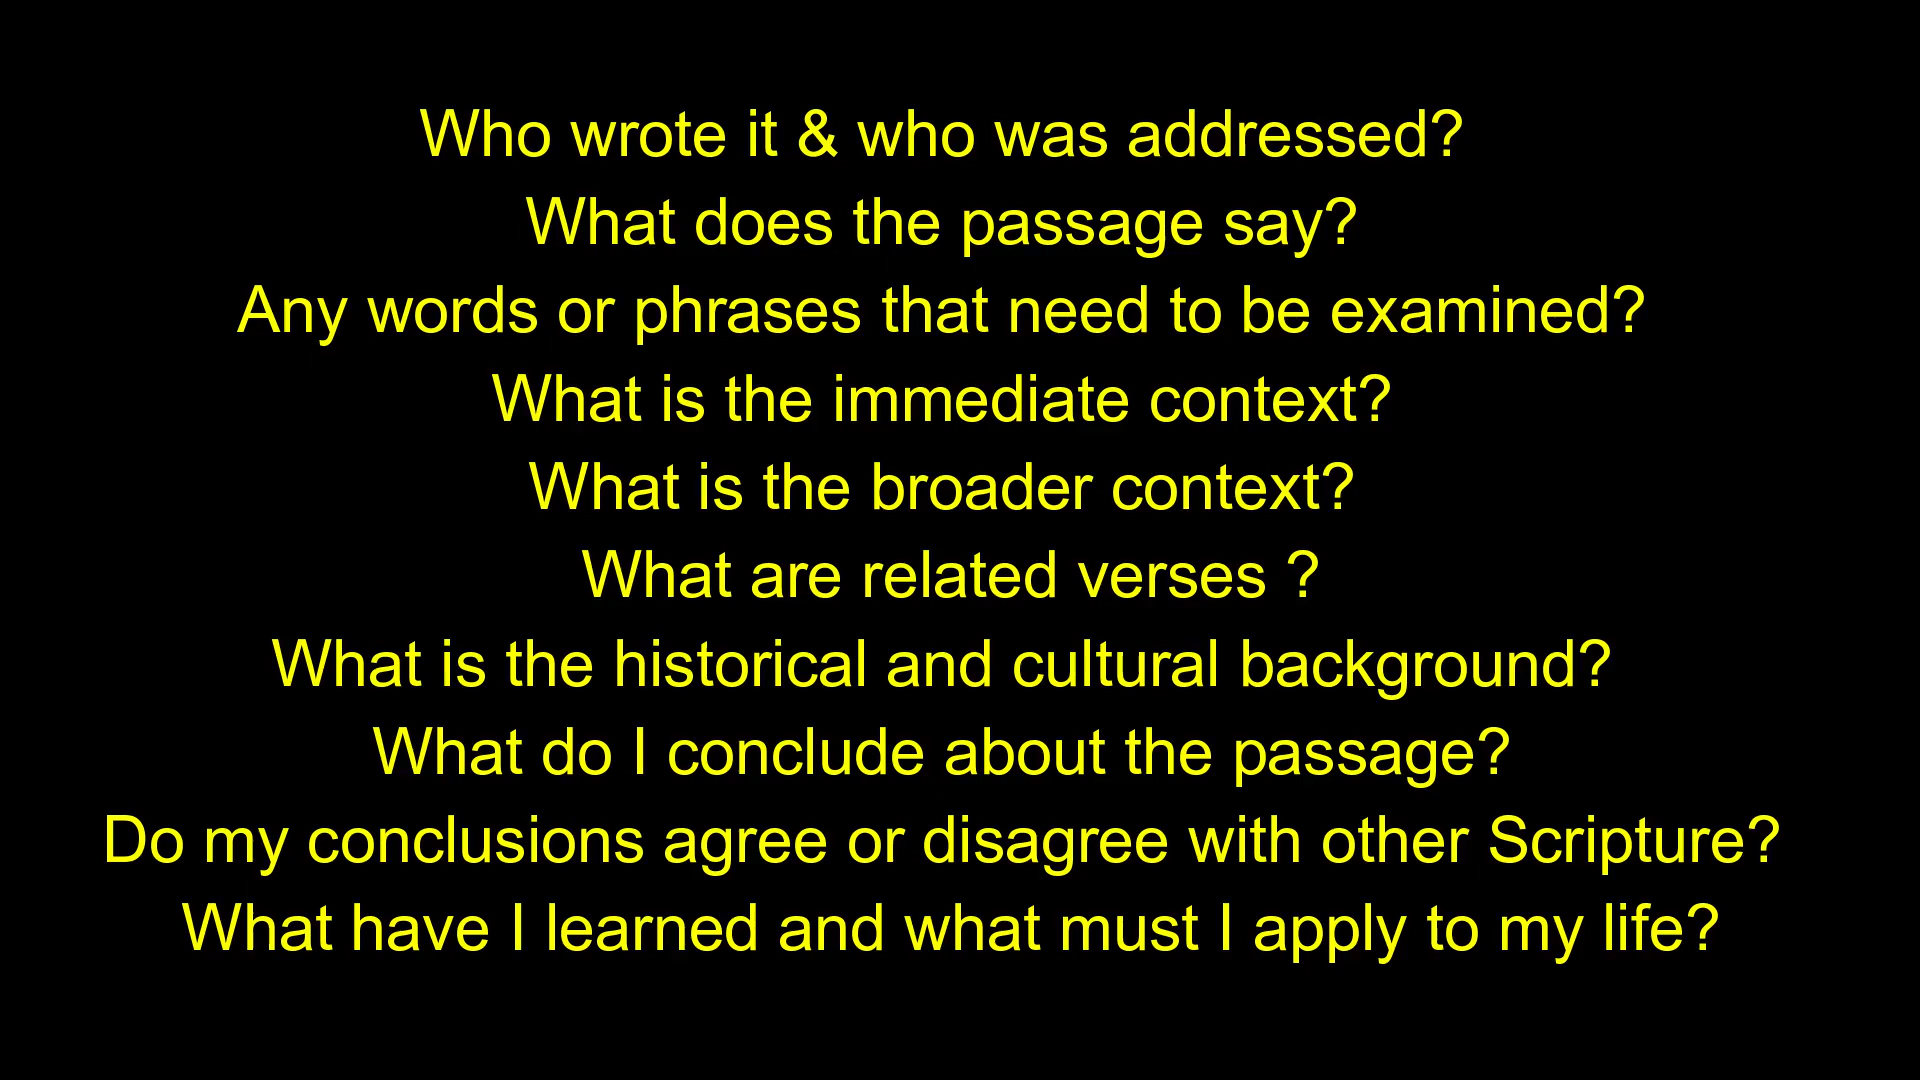 Who wrote it & who was addressed?
What does the passage say?
Any words or phrases that need to be examined?
What is the immediate context?
What is the broader context?
What are related verses ?
What is the historical and cultural background?
What do I conclude about the passage?
Do my conclusions agree or disagree with other Scripture?
What have I learned and what must I apply to my life?